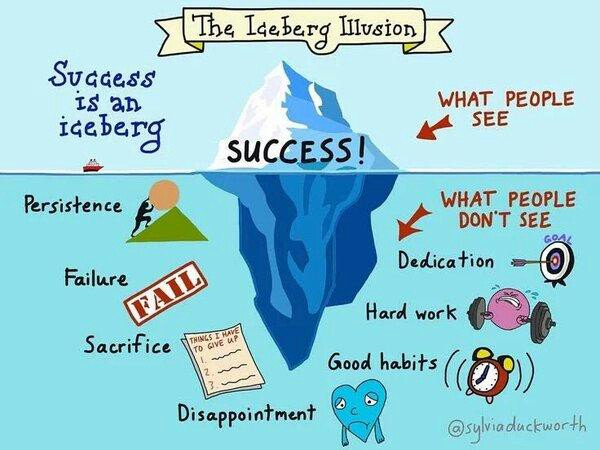 The Iceberg Illusion
Success
is an
iceberg
WHAT PEOPLE
SEE
SUCCESS!
WHAT PEOPLE
DON'T SEE
Persistence
GOAL
Dedication
Failure
FAIL
Hard work
Sacrifice
THINGS I HAVE
TO GIVE UP
1.
2.
3.
Good habits
Disappointment
@sylviaduckworth